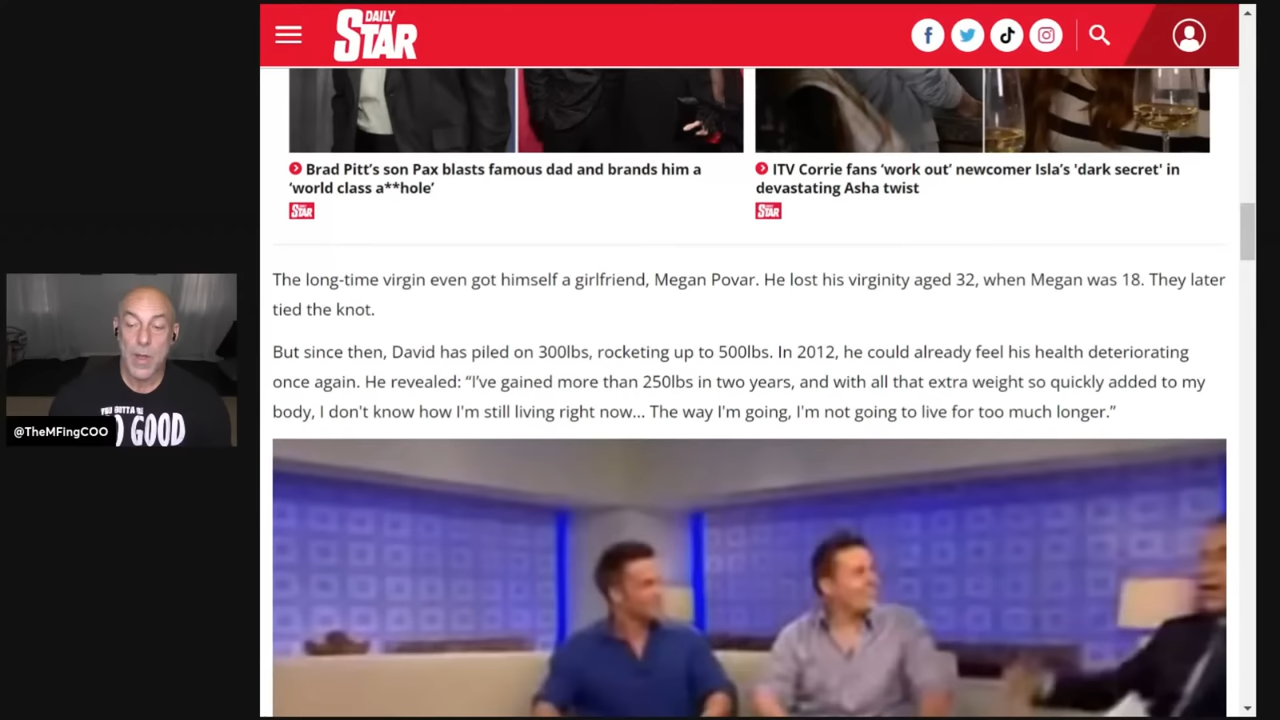 DAILY
STAR
f
Brad Pitt's son Pax blasts famous dad and brands him a
‘world class a**hole’
STAR
ITV Corrie fans ‘work out’ newcomer Isla’s 'dark secret' in
devastating Asha twist
STAR
The long-time virgin even got himself a girlfriend, Megan Povar. He lost his virginity aged 32, when Megan was 18. They later
tied the knot.
But since then, David has piled on 300lbs, rocketing up to 500lbs. In 2012, he could already feel his health deteriorating
once again. He revealed: “I’ve gained more than 250lbs in two years, and with all that extra weight so quickly added to my
body, I don't know how I'm still living right now... The way I'm going, I'm not going to live for too much longer.”
GOTTA
GOOD
@TheMFingCOO